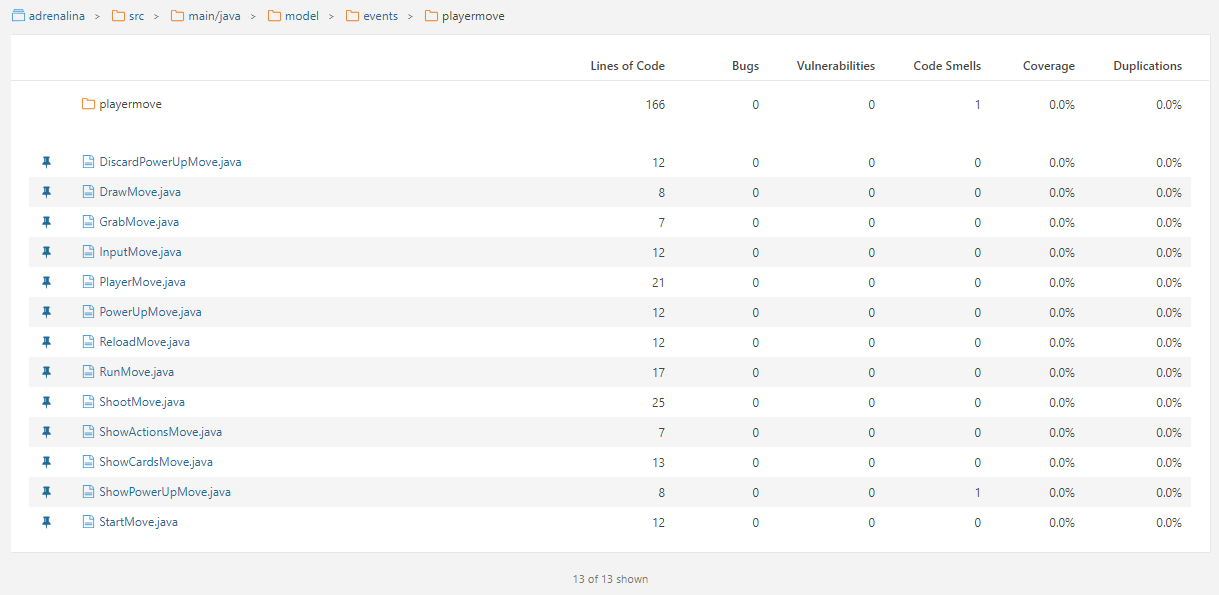 adrenalina > src > main/java > model > events > playermove
Lines of Code Bugs Vulnerabilities Code Smells Coverage Duplications
playermove 166 0 0 1 0.0% 0.0%
DiscardPowerUpMove.java 12 0 0 0 0.0% 0.0%
DrawMove.java 8 0 0 0 0.0% 0.0%
GrabMove.java 7 0 0 0 0.0% 0.0%
InputMove.java 12 0 0 0 0.0% 0.0%
PlayerMove.java 21 0 0 0 0.0% 0.0%
PowerUpMove.java 12 0 0 0 0.0% 0.0%
ReloadMove.java 12 0 0 0 0.0% 0.0%
RunMove.java 17 0 0 0 0.0% 0.0%
ShootMove.java 25 0 0 0 0.0% 0.0%
ShowActionsMove.java 7 0 0 0 0.0% 0.0%
ShowCardsMove.java 13 0 0 0 0.0% 0.0%
ShowPowerUpMove.java 8 0 0 1 0.0% 0.0%
StartMove.java 12 0 0 0 0.0% 0.0%
13 of 13 shown